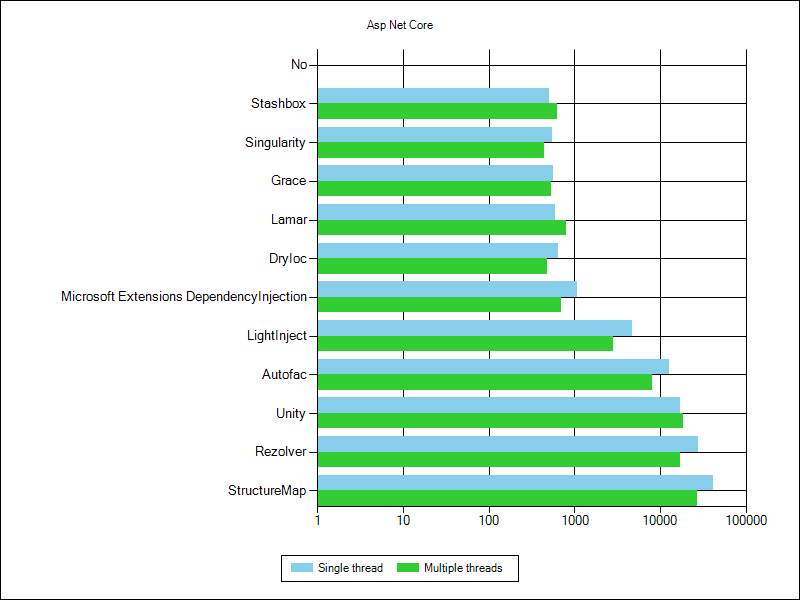 Asp Net Core
No
Stashbox
Singularity
Grace
Lamar
DryIoc
Microsoft Extensions DependencyInjection
LightInject
Autofac
Unity
Rezolver
StructureMap
1 10 100 1000 10000 100000
Single thread Multiple threads